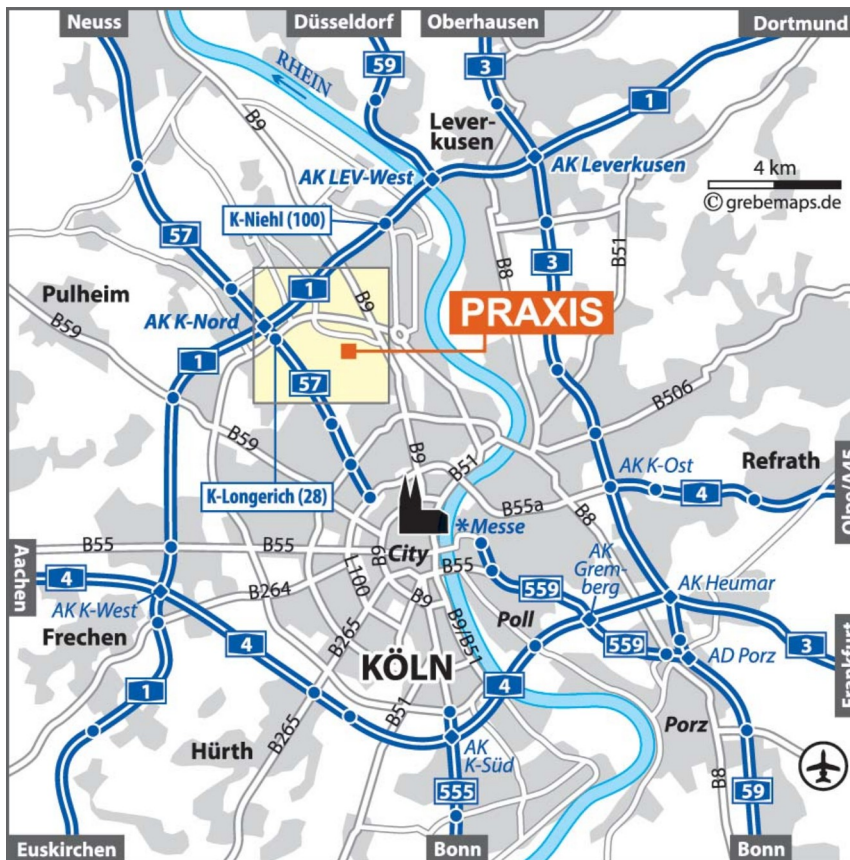 Neuss
Düsseldorf
Oberhausen
Dortmund
59
3
RHEIN
1
B9
Lever-
kusen
AK LEV-West
AK Leverkusen
4 km
© grebemaps.de
K-Niehl (100)
57
3
B51
B8
1
B9
Pulheim
PRAXIS
AK K-Nord
B59
1
57
B506
B59
B9
B51
AK K-Ost
Refrath
K-Longerich (28)
4
Olpe/A45
B55a
B8
*Messe
Aachen
B55
B55
City
B9
L100
B55
AK
Grem-
berg
4
B264
559
AK Heumar
AK K-West
B9
Poll
Frechen
B265
B9/B51
559
3
AD Porz
4
KÖLN
4
Frankfurt
1
B51
Porz
Hürth
B265
AK
K-Süd
B8
555
59
Euskirchen
Bonn
Bonn